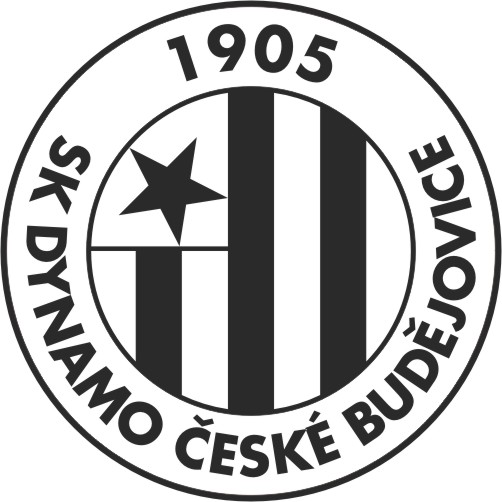 1905
SK DYNAMO ČESKÉ BUDĚJOVICE